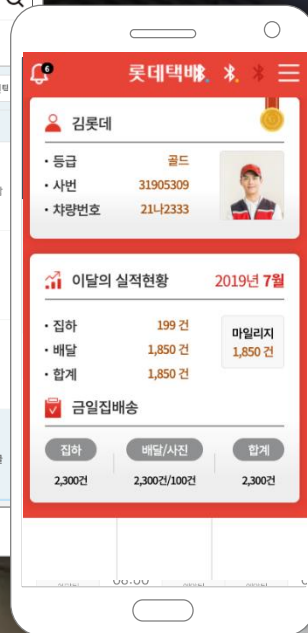 6
롯데택배
김롯데
· 등급 골드
· 사번 31905309
· 차량번호 21나2333
이달의 실적현황 2019년 7월
· 집하 199 건
· 배달 1,850 건
· 합계 1,850 건
마일리지
1,850 건
금일집배송
집하 배달/사진 합계
2,300건 2,300건/100건 2,300건